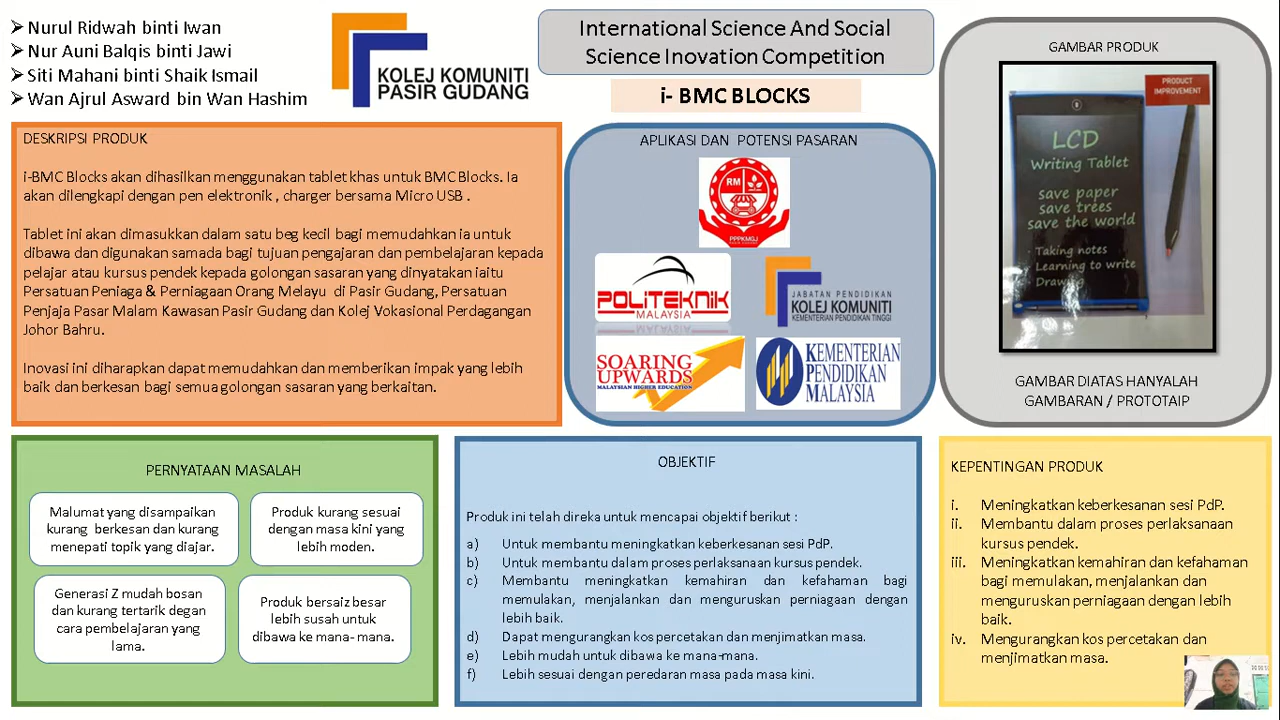 Nurul Ridwah binti Iwan
Nur Auni Balqis binti Jawi
Siti Mahani binti Shaik Ismail
Wan Ajrul Asward bin Wan Hashim
KOLEJ KOMUNITI
PASIR GUDANG
International Science And Social
Science Inovation Competition
i- BMC BLOCKS
DESKRIPSI PRODUK
i-BMC Blocks akan dihasilkan menggunakan tablet khas untuk BMC Blocks. Ia
akan dilengkapi dengan pen elektronik , charger bersama Micro USB .
Tablet ini akan dimasukkan dalam satu beg kecil bagi memudahkan ia untuk
dibawa dan digunakan samada bagi tujuan pengajaran dan pembelajaran kepada
pelajar atau kursus pendek kepada golongan sasaran yang dinyatakan iaitu
Persatuan Peniaga & Perniagaan Orang Melayu di Pasir Gudang, Persatuan
Penjaja Pasar Malam Kawasan Pasir Gudang dan Kolej Vokasional Perdagangan
Johor Bahru.
Inovasi ini diharapkan dapat memudahkan dan memberikan impak yang lebih
baik dan berkesan bagi semua golongan sasaran yang berkaitan.
APLIKASI DAN POTENSI PASARAN
RM
PPPKMGJ
POLITEKNIK
MALAYSIA
JABATAN PENDIDIKAN
KOLEJ KOMUNITI
KEMENTERIAN PENDIDIKAN TINGGI
SOARING
UPWARDS
MALAYSIAN HIGHER EDUCATION
KEMENTERIAN
PENDIDIKAN
MALAYSIA
GAMBAR PRODUK
PRODUCT
IMPROVEMENT
LCD
Writing Tablet
save paper
save trees
save the world
Taking notes
Learning to write
Drawing
GAMBAR DIATAS HANYALAH
GAMBARAN / PROTOTAIP
PERNYATAAN MASALAH
Malumat yang disampaikan
kurang berkesan dan kurang
menepati topik yang diajar.
Produk kurang sesuai
dengan masa kini yang
lebih moden.
Generasi Z mudah bosan
dan kurang tertarik degan
cara pembelajaran yang
lama.
Produk bersaiz besar
lebih susah untuk
dibawa ke mana- mana.
OBJEKTIF
Produk ini telah direka untuk mencapai objektif berikut :
a) Untuk membantu meningkatkan keberkesanan sesi PdP.
b) Untuk membantu dalam proses perlaksanaan kursus pendek.
c) Membantu meningkatkan kemahiran dan kefahaman bagi
memulakan, menjalankan dan menguruskan perniagaan dengan
lebih baik.
d) Dapat mengurangkan kos percetakan dan menjimatkan masa.
e) Lebih mudah untuk dibawa ke mana-mana.
f) Lebih sesuai dengan peredaran masa pada masa kini.
KEPENTINGAN PRODUK
i. Meningkatkan keberkesanan sesi PdP.
ii. Membantu dalam proses perlaksanaan
kursus pendek.
iii. Meningkatkan kemahiran dan kefahaman
bagi memulakan, menjalankan dan
menguruskan perniagaan dengan lebih
baik.
iv. Mengurangkan kos percetakan dan
menjimatkan masa.